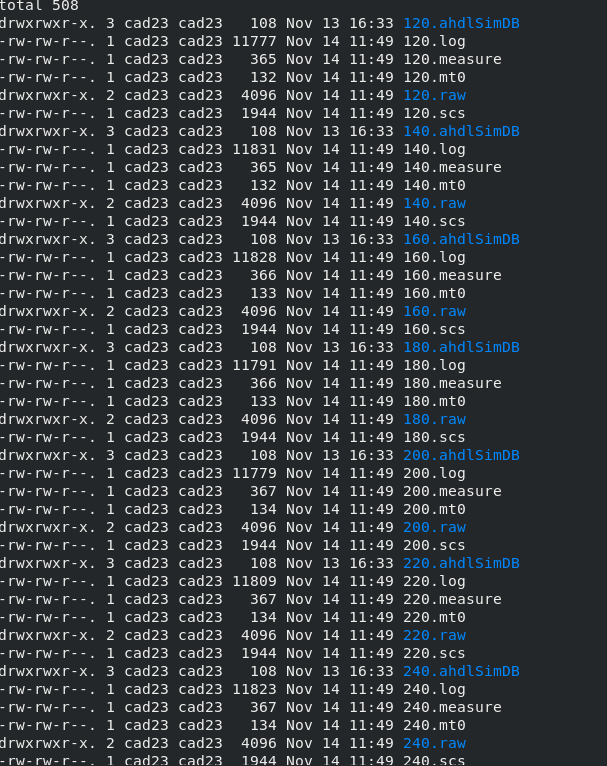 total 508
drwxrwxr-x. 3 cad23 cad23   108 Nov 13 16:33 120.ahdlSimDB
-rw-rw-r--. 1 cad23 cad23 11777 Nov 14 11:49 120.log
-rw-rw-r--. 1 cad23 cad23   365 Nov 14 11:49 120.measure
-rw-rw-r--. 1 cad23 cad23   132 Nov 14 11:49 120.mt0
drwxrwxr-x. 2 cad23 cad23  4096 Nov 14 11:49 120.raw
-rw-rw-r--. 1 cad23 cad23  1944 Nov 14 11:49 120.scs
drwxrwxr-x. 3 cad23 cad23   108 Nov 13 16:33 140.ahdlSimDB
-rw-rw-r--. 1 cad23 cad23 11831 Nov 14 11:49 140.log
-rw-rw-r--. 1 cad23 cad23   365 Nov 14 11:49 140.measure
-rw-rw-r--. 1 cad23 cad23   132 Nov 14 11:49 140.mt0
drwxrwxr-x. 2 cad23 cad23  4096 Nov 14 11:49 140.raw
-rw-rw-r--. 1 cad23 cad23  1944 Nov 14 11:49 140.scs
drwxrwxr-x. 3 cad23 cad23   108 Nov 13 16:33 160.ahdlSimDB
-rw-rw-r--. 1 cad23 cad23 11828 Nov 14 11:49 160.log
-rw-rw-r--. 1 cad23 cad23   366 Nov 14 11:49 160.measure
-rw-rw-r--. 1 cad23 cad23   133 Nov 14 11:49 160.mt0
drwxrwxr-x. 2 cad23 cad23  4096 Nov 14 11:49 160.raw
-rw-rw-r--. 1 cad23 cad23  1944 Nov 14 11:49 160.scs
drwxrwxr-x. 3 cad23 cad23   108 Nov 13 16:33 180.ahdlSimDB
-rw-rw-r--. 1 cad23 cad23 11791 Nov 14 11:49 180.log
-rw-rw-r--. 1 cad23 cad23   366 Nov 14 11:49 180.measure
-rw-rw-r--. 1 cad23 cad23   133 Nov 14 11:49 180.mt0
drwxrwxr-x. 2 cad23 cad23  4096 Nov 14 11:49 180.raw
-rw-rw-r--. 1 cad23 cad23  1944 Nov 14 11:49 180.scs
drwxrwxr-x. 3 cad23 cad23   108 Nov 13 16:33 200.ahdlSimDB
-rw-rw-r--. 1 cad23 cad23 11779 Nov 14 11:49 200.log
-rw-rw-r--. 1 cad23 cad23   367 Nov 14 11:49 200.measure
-rw-rw-r--. 1 cad23 cad23   134 Nov 14 11:49 200.mt0
drwxrwxr-x. 2 cad23 cad23  4096 Nov 14 11:49 200.raw
-rw-rw-r--. 1 cad23 cad23  1944 Nov 14 11:49 200.scs
drwxrwxr-x. 3 cad23 cad23   108 Nov 13 16:33 220.ahdlSimDB
-rw-rw-r--. 1 cad23 cad23 11809 Nov 14 11:49 220.log
-rw-rw-r--. 1 cad23 cad23   367 Nov 14 11:49 220.measure
-rw-rw-r--. 1 cad23 cad23   134 Nov 14 11:49 220.mt0
drwxrwxr-x. 2 cad23 cad23  4096 Nov 14 11:49 220.raw
-rw-rw-r--. 1 cad23 cad23  1944 Nov 14 11:49 220.scs
drwxrwxr-x. 3 cad23 cad23   108 Nov 13 16:33 240.ahdlSimDB
-rw-rw-r--. 1 cad23 cad23 11823 Nov 14 11:49 240.log
-rw-rw-r--. 1 cad23 cad23   367 Nov 14 11:49 240.measure
-rw-rw-r--. 1 cad23 cad23   134 Nov 14 11:49 240.mt0
drwxrwxr-x. 2 cad23 cad23  4096 Nov 14 11:49 240.raw
-rw-rw-r--. 1 cad23 cad23  1944 Nov 14 11:49 240.scs